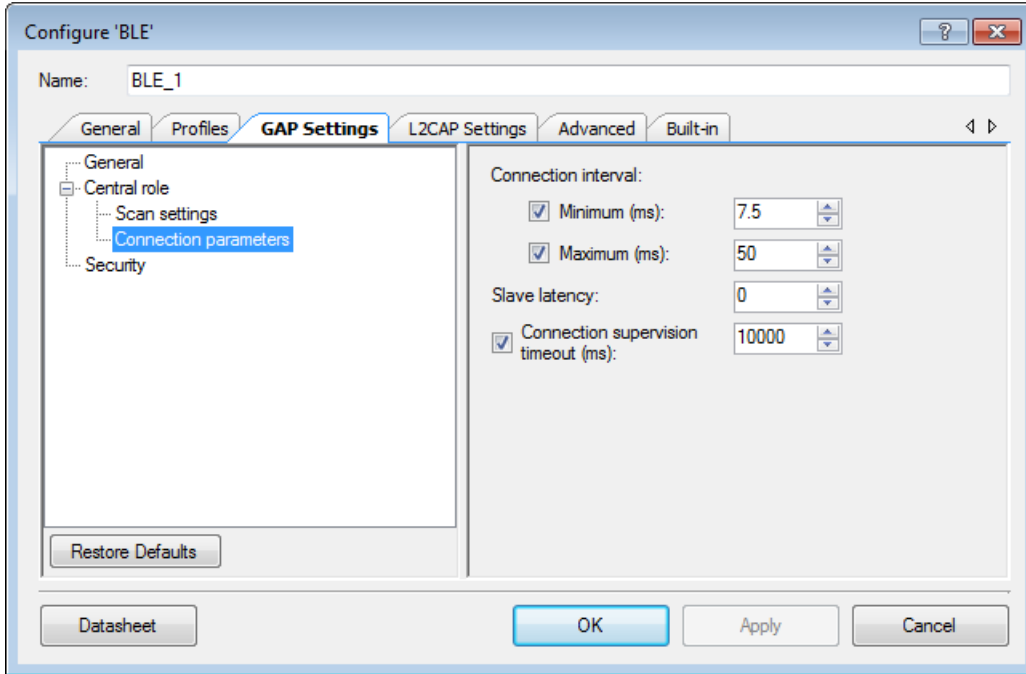 Configure 'BLE'
Name: BLE_1
General Profiles GAP Settings L2CAP Settings Advanced Built-in
General
Central role
Scan settings
Connection parameters
Security
Restore Defaults
Connection interval:
Minimum (ms): 7.5
Maximum (ms): 50
Slave latency: 0
Connection supervision
timeout (ms): 10000
Datasheet OK Apply Cancel